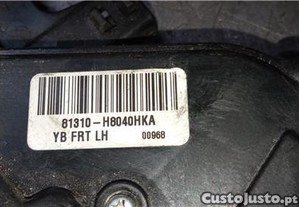 81310-H8040HKA
YB FRT LH 00968
CustoJusto.pt